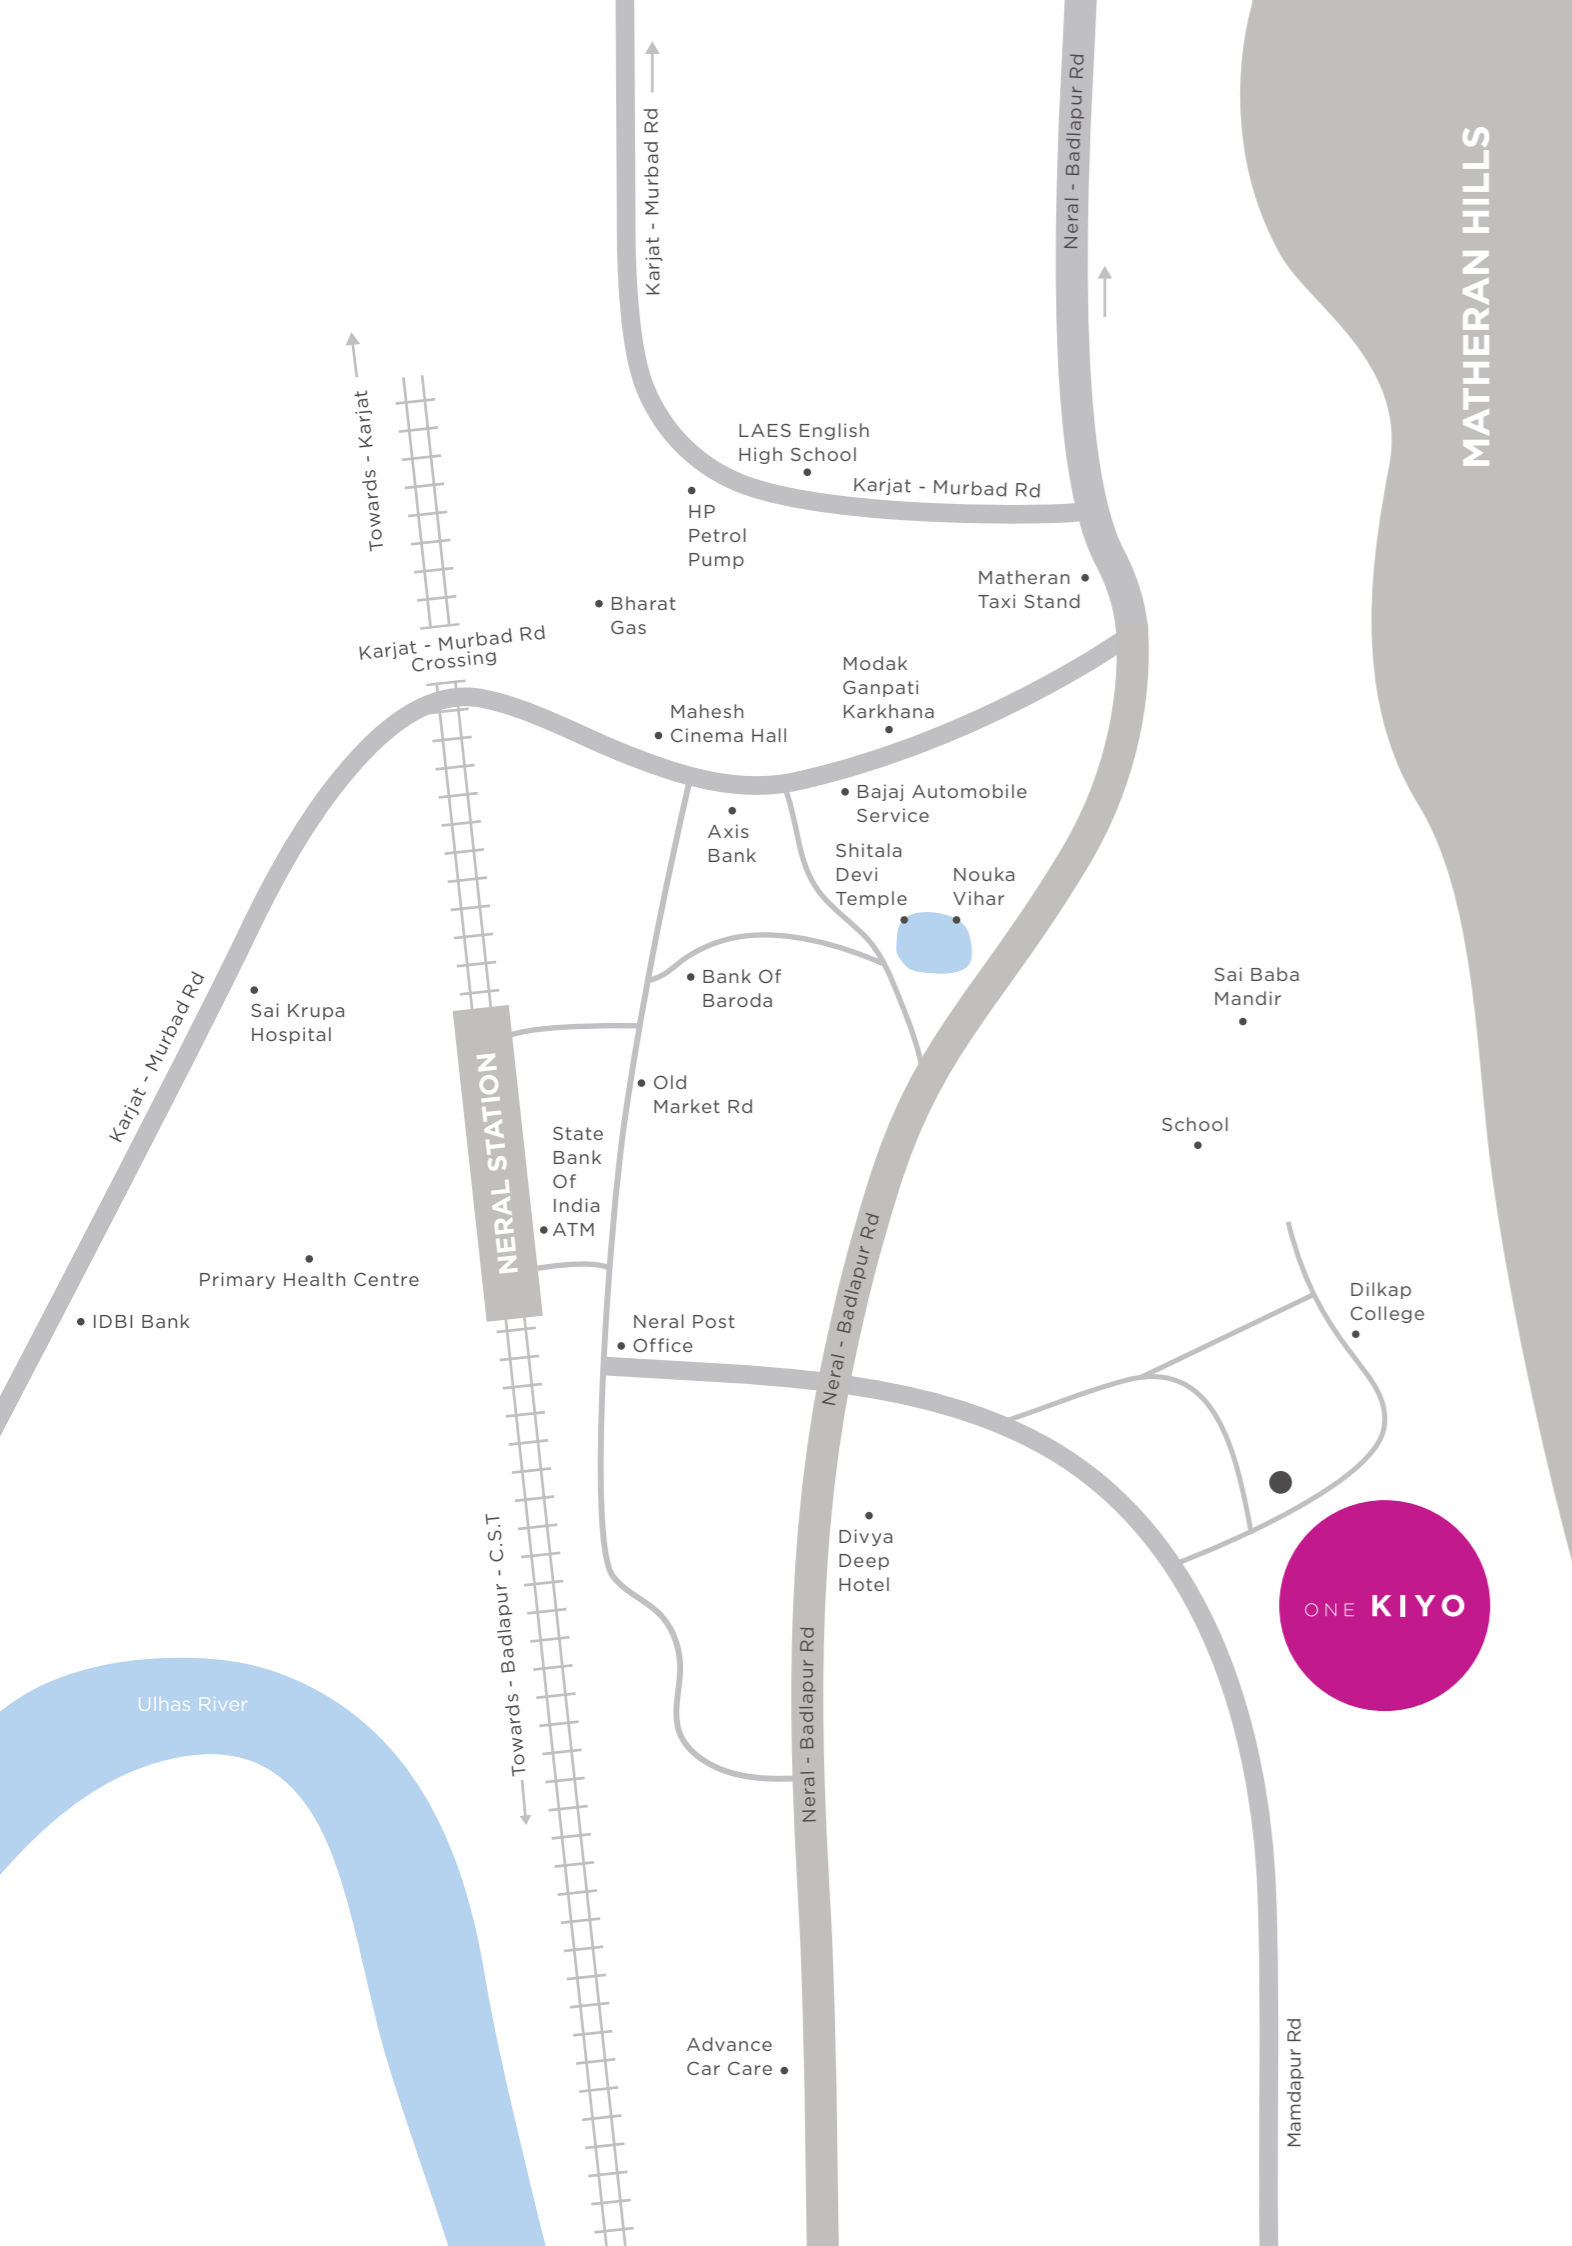 Karjat - Murbad Rd
Neral - Badlapur Rd
MATHERAN HILLS
Towards - Karjat
LAES English
High School
Karjat - Murbad Rd
HP
Petrol
Pump
Matheran
Taxi Stand
Bharat
Gas
Karjat - Murbad Rd
Crossing
Modak
Ganpati
Karkhana
Mahesh
Cinema Hall
Bajaj Automobile
Service
Axis
Bank
Shitala
Devi
Temple
Nouka
Vihar
Bank Of
Baroda
Sai Baba
Mandir
Karjat - Murbad Rd
Sai Krupa
Hospital
NERAL STATION
Old
Market Rd
State
Bank
Of
India
ATM
School
Neral - Badlapur Rd
Primary Health Centre
IDBI Bank
Neral Post
Office
Dilkap
College
Towards - Badlapur - C.S.T
Divya
Deep
Hotel
ONE KIYO
Neral - Badlapur Rd
Ulhas River
Advance
Car Care
Mamdapur Rd